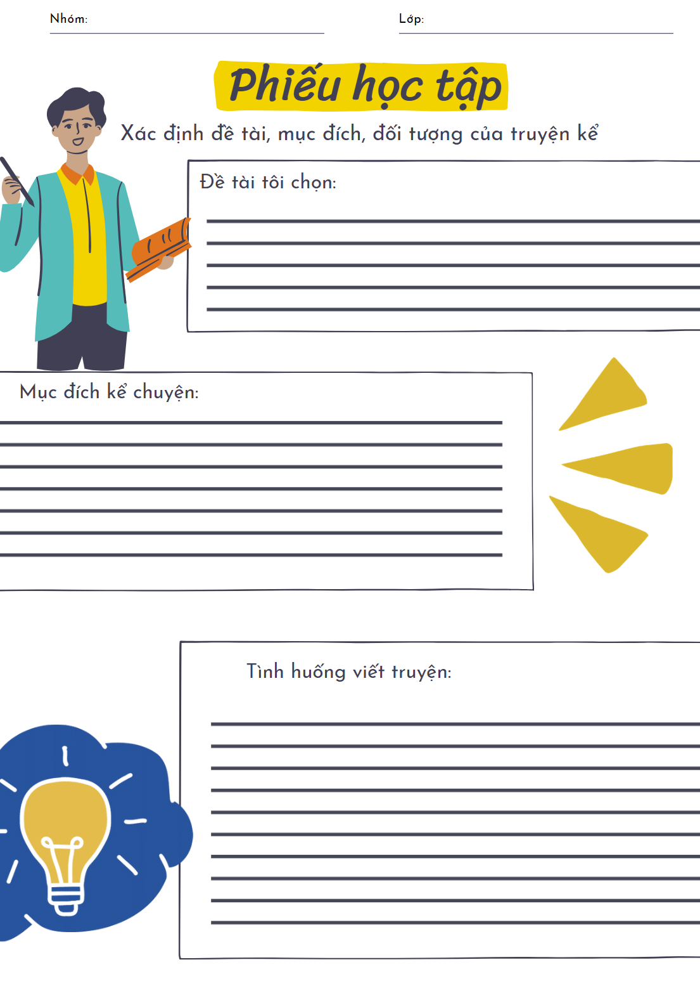 Nhóm:
Lớp:
Phiếu học tập
Xác định đề tài, mục đích, đối tượng của truyện kể
Đề tài tôi chọn:
Mục đích kể chuyện:
Tình huống viết truyện: